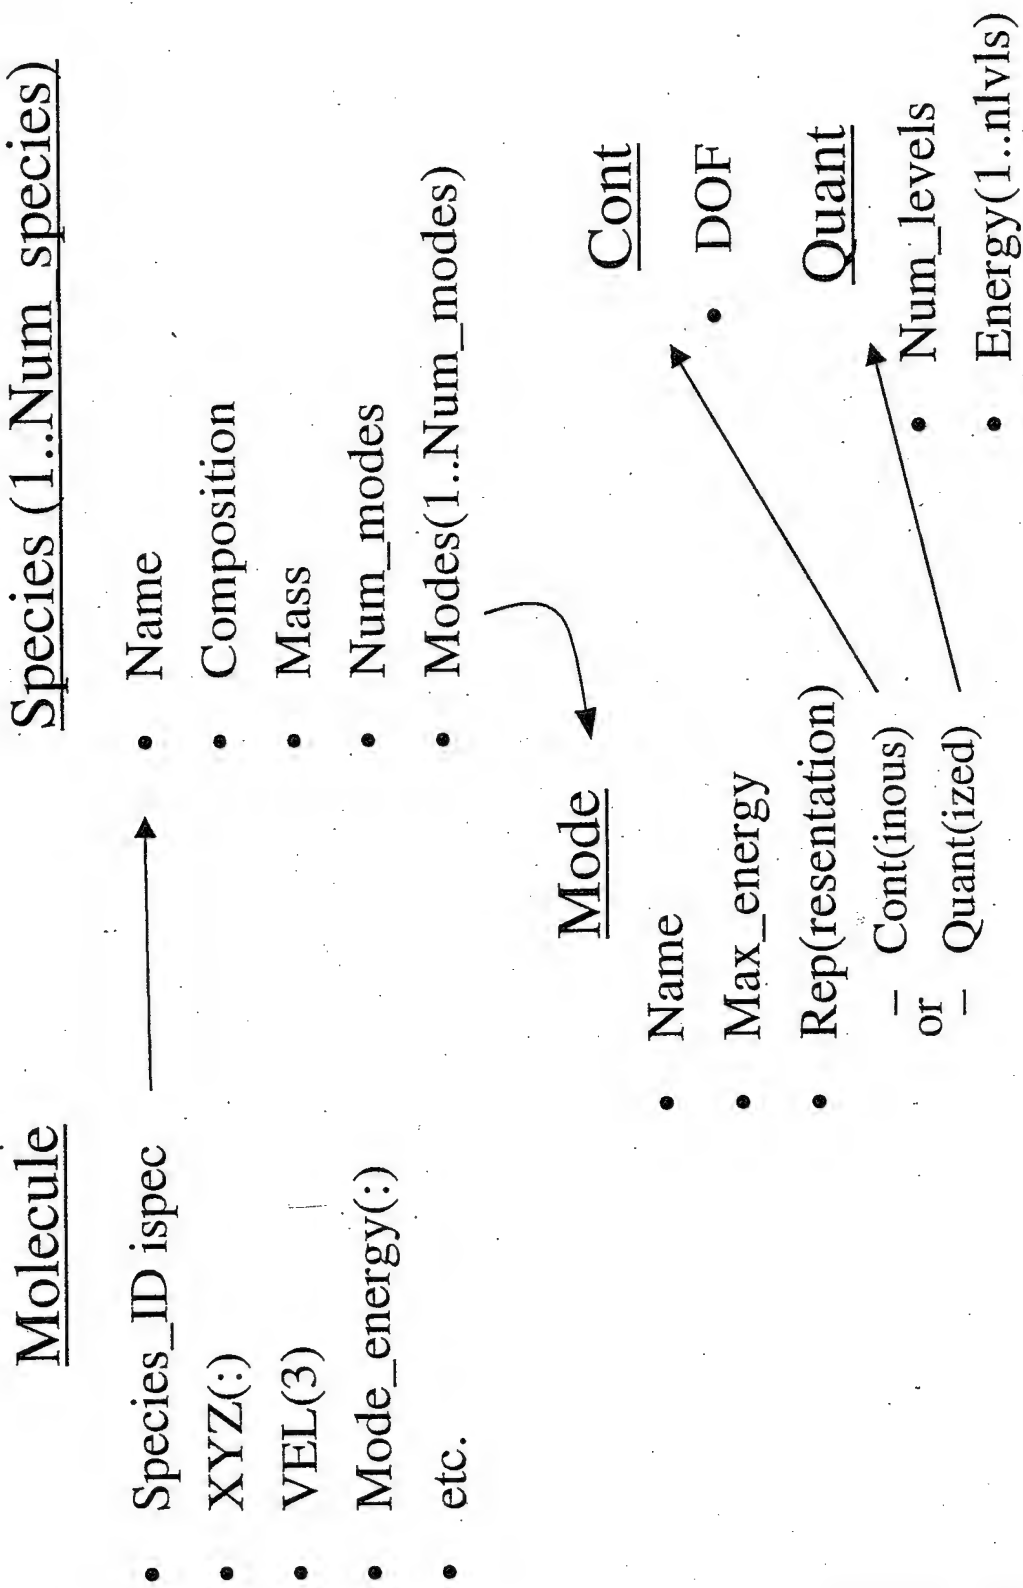 Molecule
• Species_ID ispec
• XYZ(:)
• VEL(3)
• Mode_energy(:)
• etc.
Species (1..Num_species)
• Name
• Composition
• Mass
• Num_modes
• Modes(1..Num_modes)
Mode
• Name
• Max_energy
• Rep(resentation)
– Cont(inous)
or
– Quant(ized)
Cont
• DOF
Quant
• Num_levels
• Energy(1..nlvls)